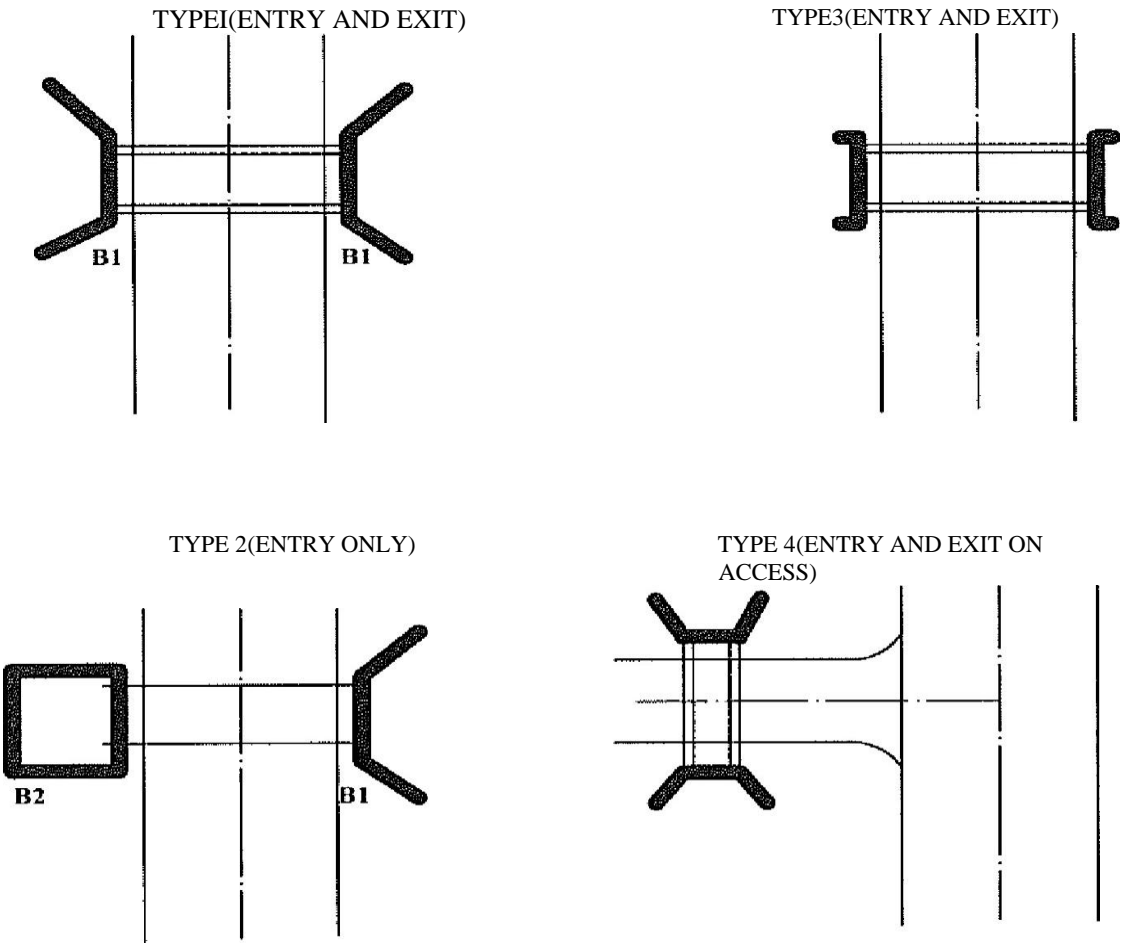 TYPEI(ENTRY AND EXIT)
TYPE3(ENTRY AND EXIT)
B1
B1
TYPE 2(ENTRY ONLY)
TYPE 4(ENTRY AND EXIT ON
ACCESS)
B2
B1